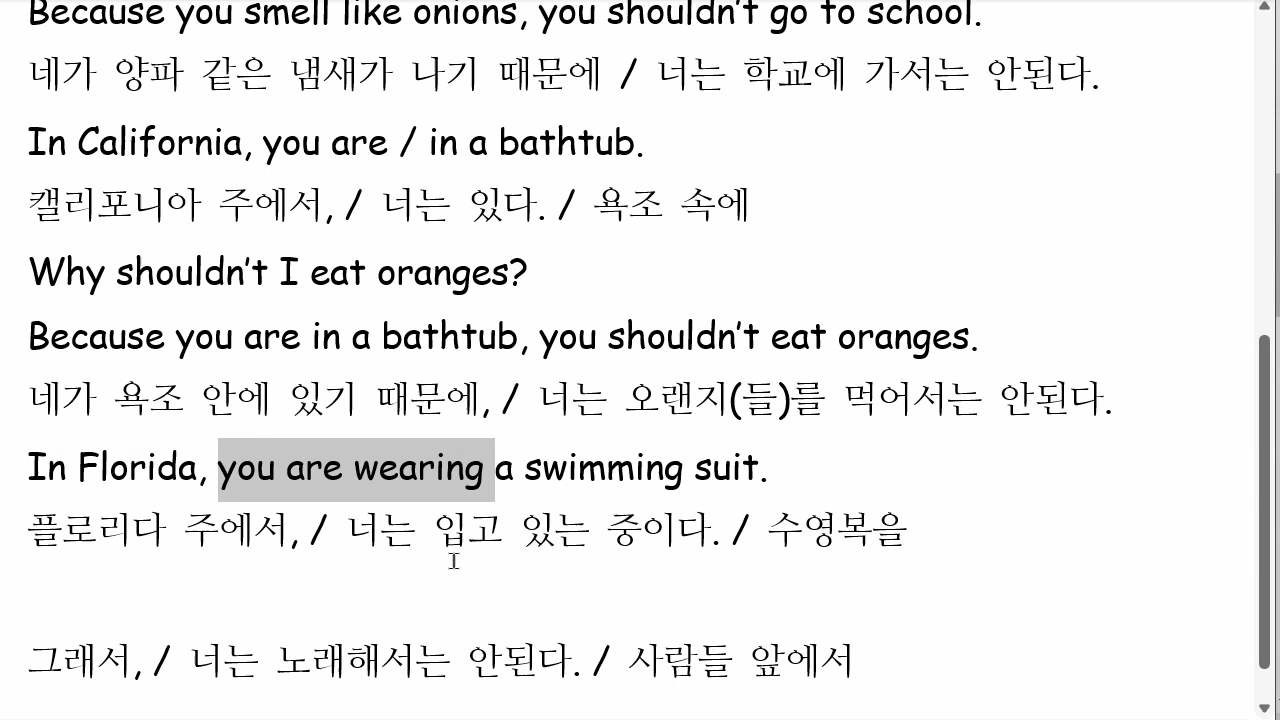 Because you smell like onions, you shouldn't go to school.
네가 양파 같은 냄새가 나기 때문에 / 너는 학교에 가서는 안된다.
In California, you are / in a bathtub.
캘리포니아 주에서, / 너는 있다. / 욕조 속에
Why shouldn't I eat oranges?
Because you are in a bathtub, you shouldn't eat oranges.
네가 욕조 안에 있기 때문에, / 너는 오랜지(들)를 먹어서는 안된다.
In Florida, you are wearing a swimming suit.
플로리다 주에서, / 너는 입고 있는 중이다. / 수영복을
그래서, / 너는 노래해서는 안된다. / 사람들 앞에서